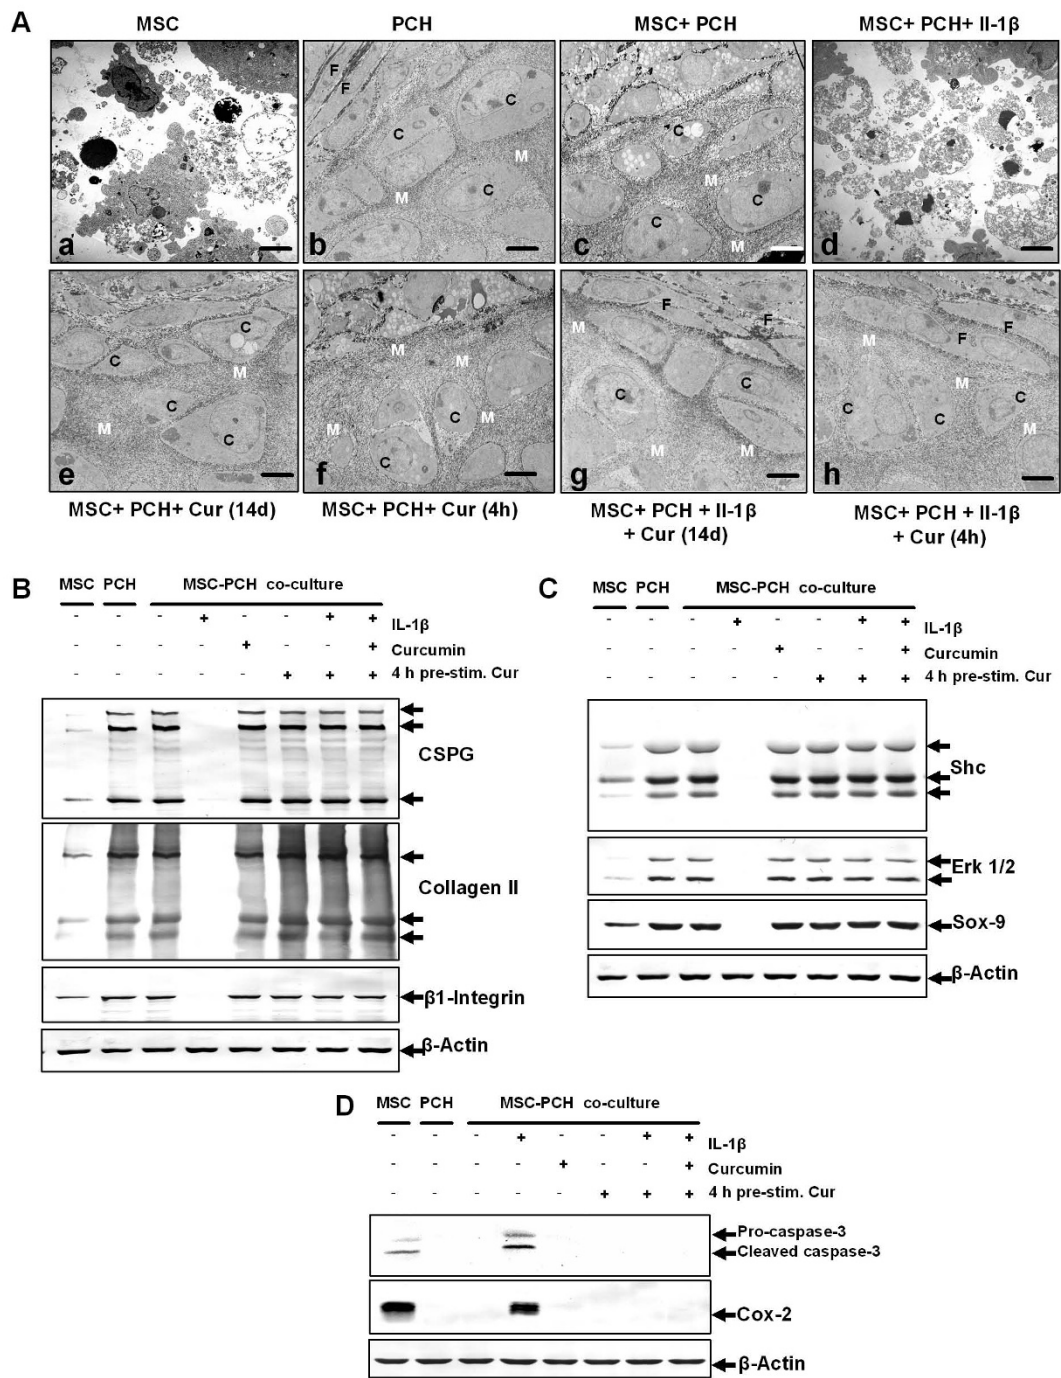 A
MSC PCH MSC+ PCH MSC+ PCH+ Il-1β
a
F F C C C M M M b
C C C M M M c
d
C C C M M e
M M M M C C f
F F M M M C C g
F F M M M C C C h
MSC+ PCH+ Cur (14d) MSC+ PCH+ Cur (4h) MSC+ PCH + Il-1β MSC+ PCH + Il-1β
+ Cur (14d) + Cur (4h)
B
MSC PCH MSC-PCH co-culture
- - - + - - + + IL-1β
- - - - + - - + Curcumin
- - - - - + + + 4 h pre-stim. Cur
CSPG
Collagen II
β1-Integrin
β-Actin
C
MSC PCH MSC-PCH co-culture
- - - + - - + + IL-1β
- - - - + - - + Curcumin
- - - - - + + + 4 h pre-stim. Cur
Shc
Erk 1/2
Sox-9
β-Actin
D
MSC PCH MSC-PCH co-culture
- - - + - - + + IL-1β
- - - - + - - + Curcumin
- - - - - + + + 4 h pre-stim. Cur
Pro-caspase-3
Cleaved caspase-3
Cox-2
β-Actin